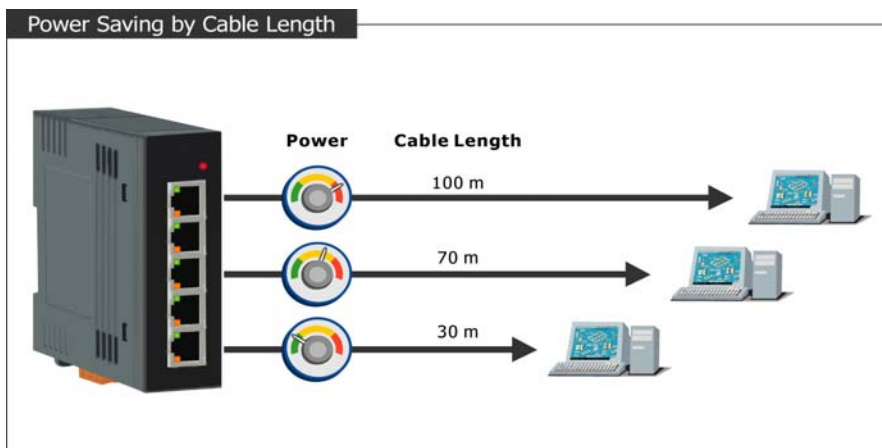 Power Saving by Cable Length
Power Cable Length
100 m
70 m
30 m